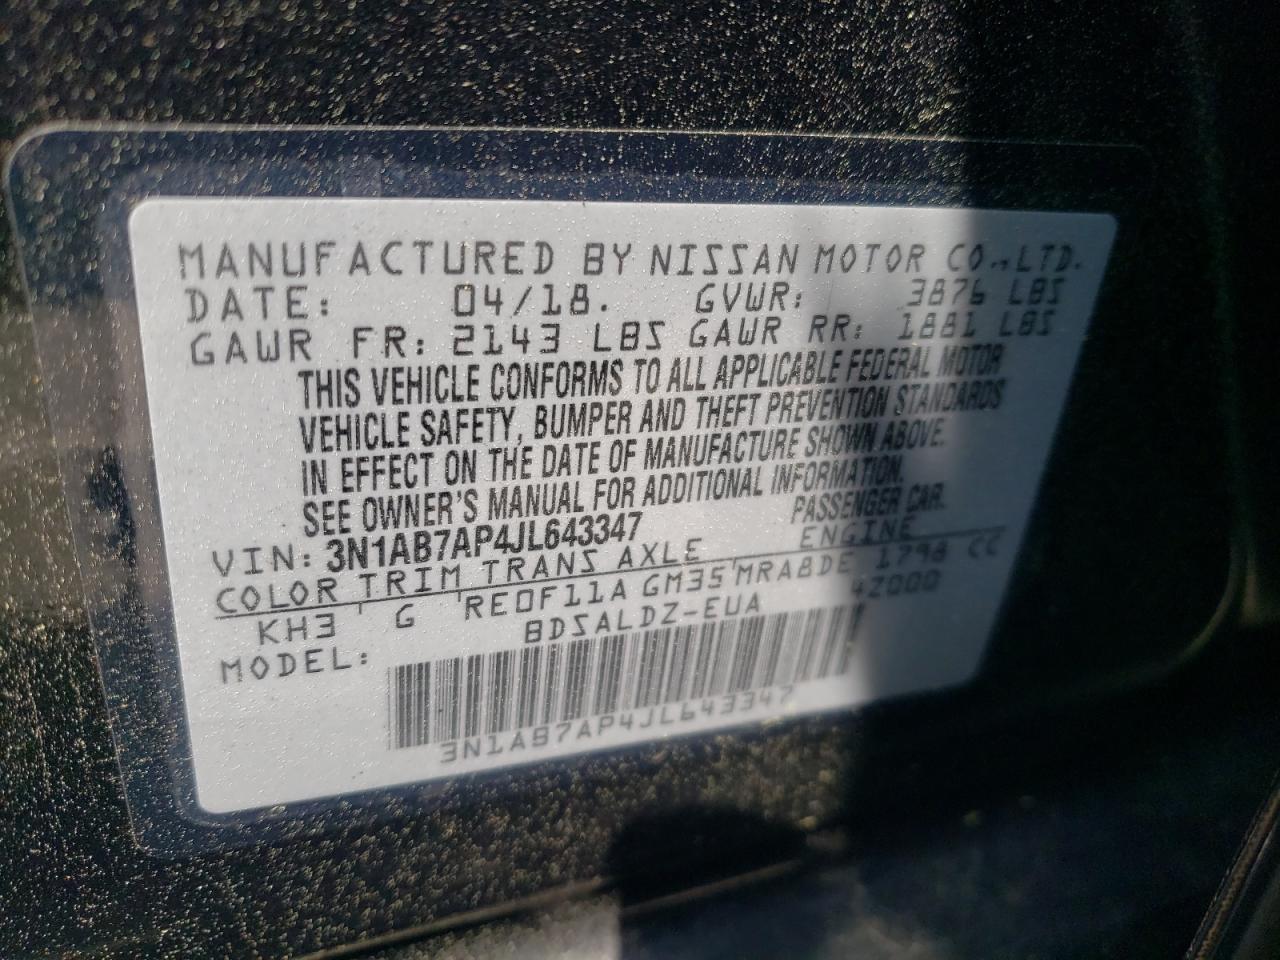 MANUFACTURED BY NISSAN MOTOR CO.,LTD.
DATE: 04/18. GVWR: 3876 LBS
GAWR FR: 2143 LBS GAWR RR: 1881 LBS
THIS VEHICLE CONFORMS TO ALL APPLICABLE FEDERAL MOTOR
VEHICLE SAFETY, BUMPER AND THEFT PREVENTION STANDARDS
IN EFFECT ON THE DATE OF MANUFACTURE SHOWN ABOVE.
SEE OWNER'S MANUAL FOR ADDITIONAL INFORMATION.
VIN: 3N1AB7AP4JL643347 PASSENGER CAR.
COLOR TRIM TRANS AXLE ENGINE
KH3 G RE0F11A GM35 MRA8DE 1798 CC
MODEL: BDSALDZ-EUA 42000
3N1AB7AP4JL643347